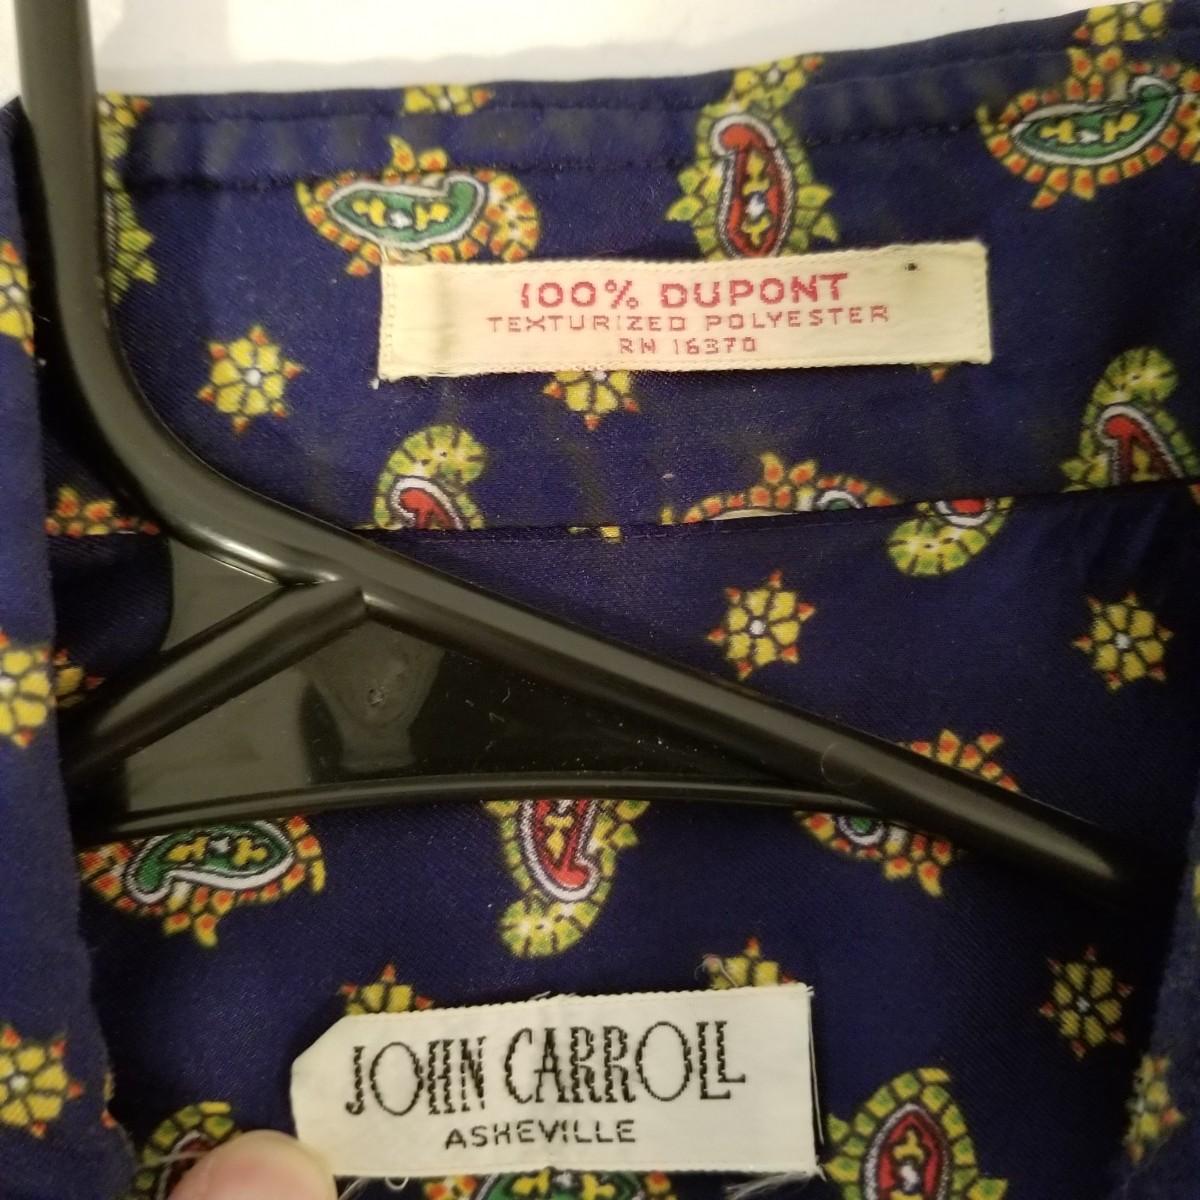 100% DUPONT
TEXTURIZED POLYESTER
RN 16370
JOHN CARROLL
ASHEVILLE